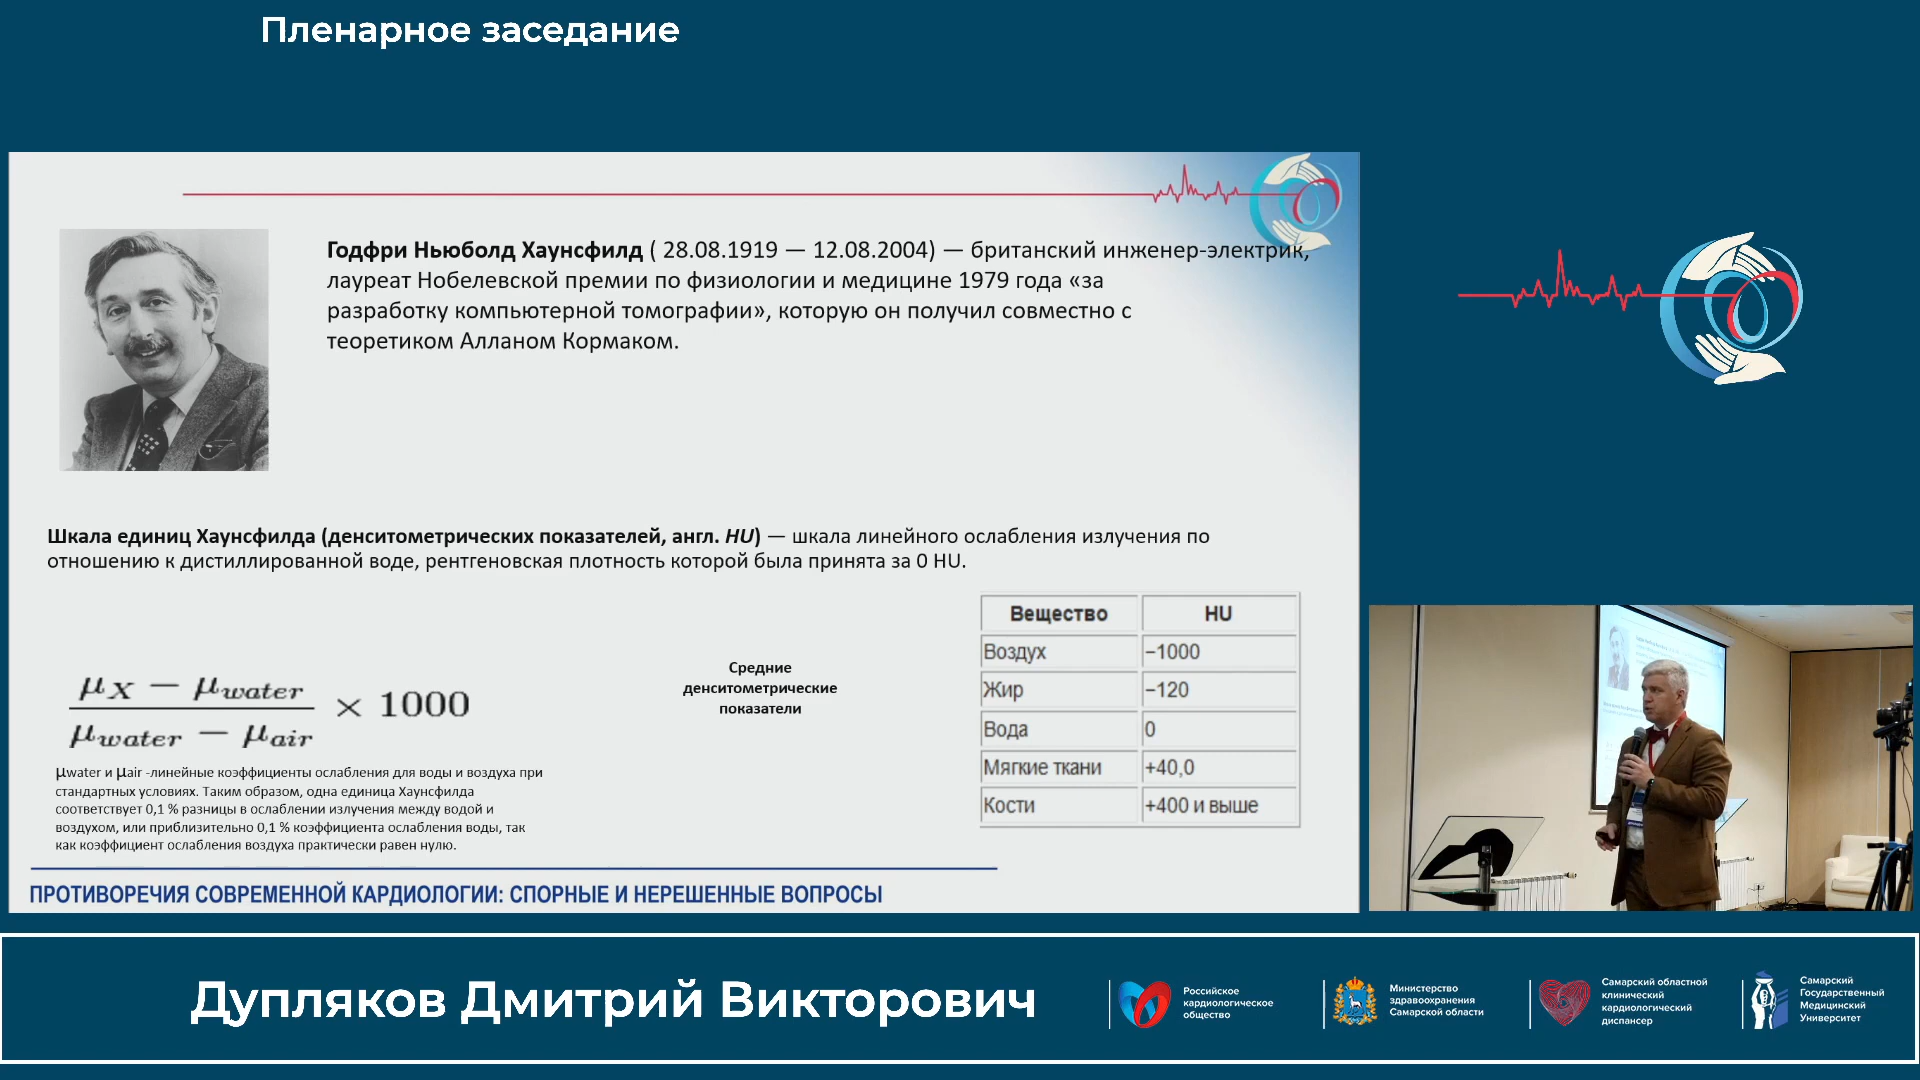 Пленарное заседание
Годфри Ньюболд Хаунсфилд ( 28.08.1919 — 12.08.2004) — британский инженер-электрик,
лауреат Нобелевской премии по физиологии и медицине 1979 года «за
разработку компьютерной томографии», которую он получил совместно с
теоретиком Алланом Кормаком.
Шкала единиц Хаунсфилда (денситометрических показателей, англ. HU) — шкала линейного ослабления излучения по
отношению к дистиллированной воде, рентгеновская плотность которой была принята за 0 HU.
μX − μwater
μwater − μair
× 1000
μwater и μair -линейные коэффициенты ослабления для воды и воздуха при
стандартных условиях. Таким образом, одна единица Хаунсфилда
соответствует 0,1 % разницы в ослаблении излучения между водой и
воздухом, или приблизительно 0,1 % коэффициента ослабления воды, так
как коэффициент ослабления воздуха практически равен нулю.
Средние
денситометрические
показатели
Вещество HU
Воздух −1000
Жир −120
Вода 0
Мягкие ткани +40,0
Кости +400 и выше
ПРОТИВОРЕЧИЯ СОВРЕМЕННОЙ КАРДИОЛОГИИ: СПОРНЫЕ И НЕРЕШЕННЫЕ ВОПРОСЫ
Дупляков Дмитрий Викторович
Российское
кардиологическое
общество
Министерство
здравоохранения
Самарской области
Самарский областной
клинический
кардиологический
диспансер
Самарский
Государственный
Медицинский
Университет